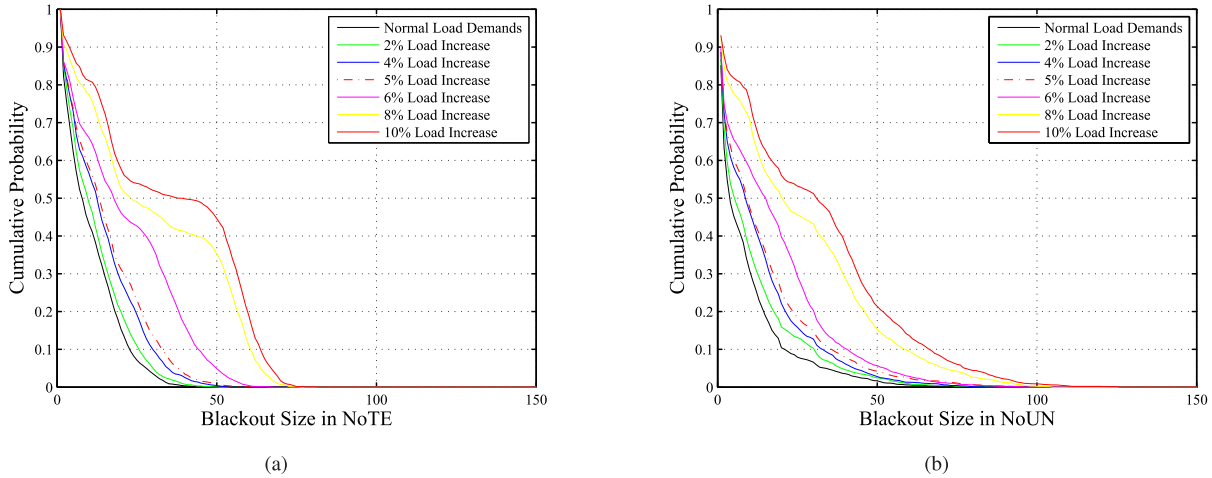 1
0.9
0.8
0.7
0.6
0.5
0.4
0.3
0.2
0.1
0
Cumulative Probability
0 50 100 150
Blackout Size in NoTE
Normal Load Demands
2% Load Increase
4% Load Increase
5% Load Increase
6% Load Increase
8% Load Increase
10% Load Increase
(a)
1
0.9
0.8
0.7
0.6
0.5
0.4
0.3
0.2
0.1
0
Cumulative Probability
0 50 100 150
Blackout Size in NoUN
Normal Load Demands
2% Load Increase
4% Load Increase
5% Load Increase
6% Load Increase
8% Load Increase
10% Load Increase
(b)